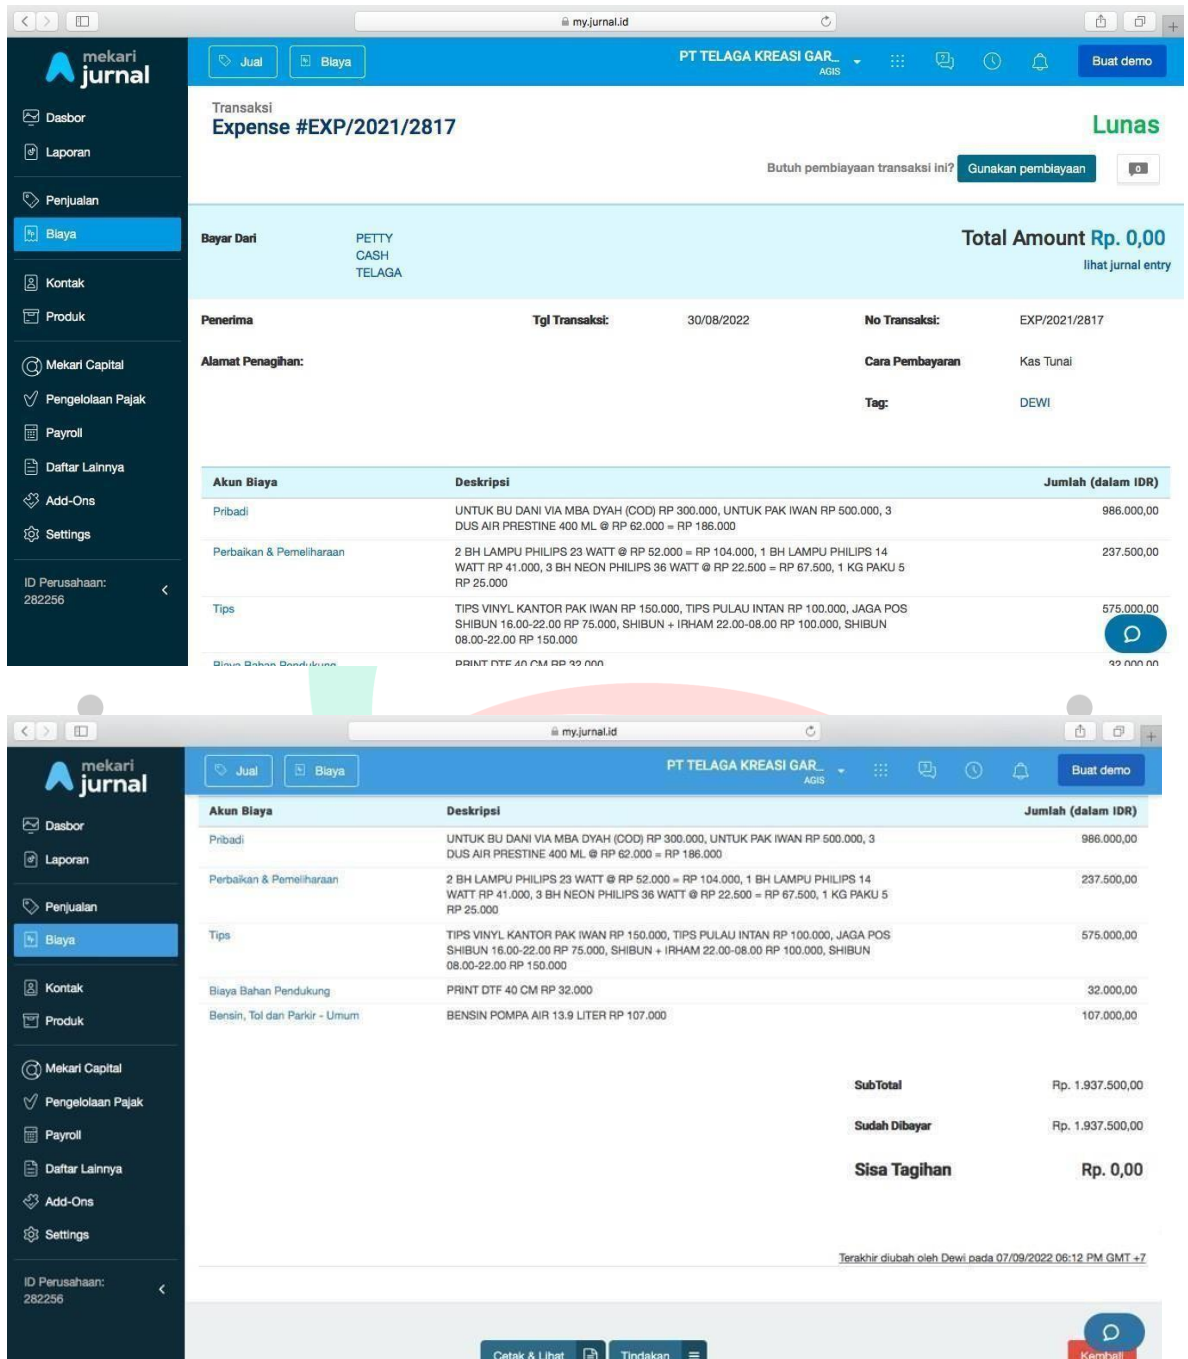 my.jurnal.id
mekari
jurnal
Jual
Biaya
PT TELAGA KREASI GAR_
AGIS
Buat demo
Dasbor
Laporan
Penjualan
Biaya
Kontak
Produk
Mekari Capital
Pengelolaan Pajak
Payroll
Daftar Lainnya
Add-Ons
Settings
ID Perusahaan:
282256
Transaksi
Expense #EXP/2021/2817
Lunas
Butuh pembiayaan transaksi ini? Gunakan pembiayaan 0
Bayar Dari PETTY
CASH
TELAGA
Total Amount Rp. 0,00
lihat jurnal entry
Penerima Tgl Transaksi: 30/08/2022 No Transaksi: EXP/2021/2817
Alamat Penagihan: Cara Pembayaran Kas Tunai
Tag: DEWI
Akun Biaya Deskripsi Jumlah (dalam IDR)
Pribadi UNTUK BU DANI VIA MBA DYAH (COD) RP 300.000, UNTUK PAK IWAN RP 500.000, 3 986.000,00
DUS AIR PRESTINE 400 ML @ RP 62.000 = RP 186.000
Perbaikan & Pemeliharaan 2 BH LAMPU PHILIPS 23 WATT @ RP 52.000 = RP 104.000, 1 BH LAMPU PHILIPS 14 237.500,00
WATT RP 41.000, 3 BH NEON PHILIPS 36 WATT @ RP 22.500 = RP 67.500, 1 KG PAKU 5
RP 25.000
Tips TIPS VINYL KANTOR PAK IWAN RP 150.000, TIPS PULAU INTAN RP 100.000, JAGA POS 575.000,00
SHIBUN 16.00-22.00 RP 75.000, SHIBUN + IRHAM 22.00-08.00 RP 100.000, SHIBUN
08.00-22.00 RP 150.000
Biaya Bahan Pendukung PRINT DTF 40 CM RP 32.000 32.000,00
my.jurnal.id
mekari
jurnal
Jual
Biaya
PT TELAGA KREASI GAR_
AGIS
Buat demo
Dasbor
Laporan
Penjualan
Biaya
Kontak
Produk
Mekari Capital
Pengelolaan Pajak
Payroll
Daftar Lainnya
Add-Ons
Settings
ID Perusahaan:
282256
Akun Biaya Deskripsi Jumlah (dalam IDR)
Pribadi UNTUK BU DANI VIA MBA DYAH (COD) RP 300.000, UNTUK PAK IWAN RP 500.000, 3 986.000,00
DUS AIR PRESTINE 400 ML @ RP 62.000 = RP 186.000
Perbaikan & Pemeliharaan 2 BH LAMPU PHILIPS 23 WATT @ RP 52.000 = RP 104.000, 1 BH LAMPU PHILIPS 14 237.500,00
WATT RP 41.000, 3 BH NEON PHILIPS 36 WATT @ RP 22.500 = RP 67.500, 1 KG PAKU 5
RP 25.000
Tips TIPS VINYL KANTOR PAK IWAN RP 150.000, TIPS PULAU INTAN RP 100.000, JAGA POS 575.000,00
SHIBUN 16.00-22.00 RP 75.000, SHIBUN + IRHAM 22.00-08.00 RP 100.000, SHIBUN
08.00-22.00 RP 150.000
Biaya Bahan Pendukung PRINT DTF 40 CM RP 32.000 32.000,00
Bensin, Tol dan Parkir - Umum BENSIN POMPA AIR 13.9 LITER RP 107.000 107.000,00
SubTotal Rp. 1.937.500,00
Sudah Dibayar Rp. 1.937.500,00
Sisa Tagihan Rp. 0,00
Terakhir diubah oleh Dewi pada 07/09/2022 06:12 PM GMT +7
Cetak & Lihat Tindakan Kembali